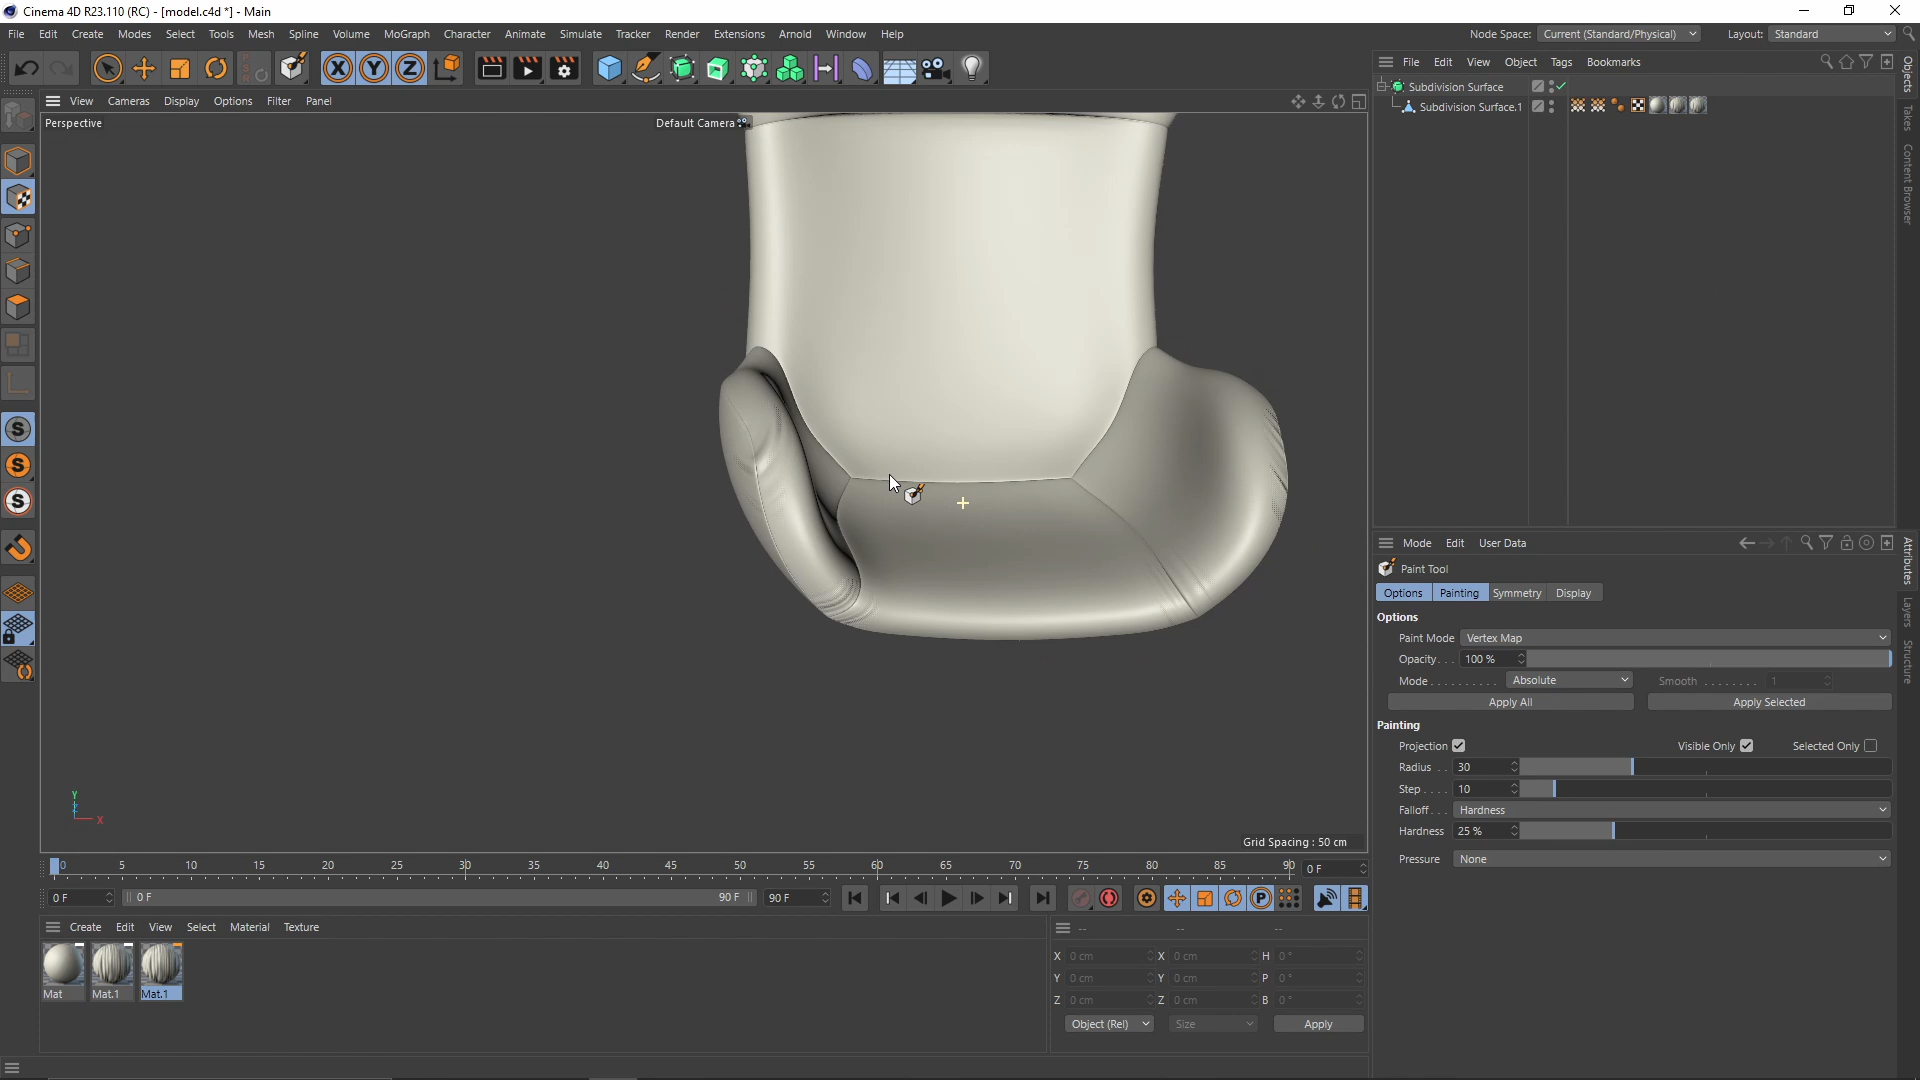 Cinema 4D R23.110 (RC) - [model.c4d *] - Main
File Edit Create Modes Select Tools Mesh Spline Volume MoGraph Character Animate Simulate Tracker Render Extensions Arnold Window Help
Node Space: Current (Standard/Physical) Layout: Standard
View Cameras Display Options Filter Panel
Perspective
Default Camera
Grid Spacing : 50 cm
Y
Z
X
0 5 10 15 20 25 30 35 40 45 50 55 60 65 70 75 80 85 90 0 F
0 F 0 F 90 F 90 F
Create Edit View Select Material Texture
Mat Mat.1 Mat.1
-- -- --
X 0 cm X 0 cm H 0 °
Y 0 cm Y 0 cm P 0 °
Z 0 cm Z 0 cm B 0 °
Object (Rel) Size Apply
File Edit View Object Tags Bookmarks
Subdivision Surface
Subdivision Surface.1
Objects
Takes
Content Browser
Mode Edit User Data
Paint Tool
Options Painting Symmetry Display
Options
Paint Mode Vertex Map
Opacity. . . 100 %
Mode . . . . . . . . . . Absolute Smooth . . . . . . . . 1
Apply All Apply Selected
Painting
Projection Visible Only Selected Only
Radius . . 30
Step . . . . 10
Falloff . . . Hardness
Hardness 25 %
Pressure None
Attributes
Layers
Structure